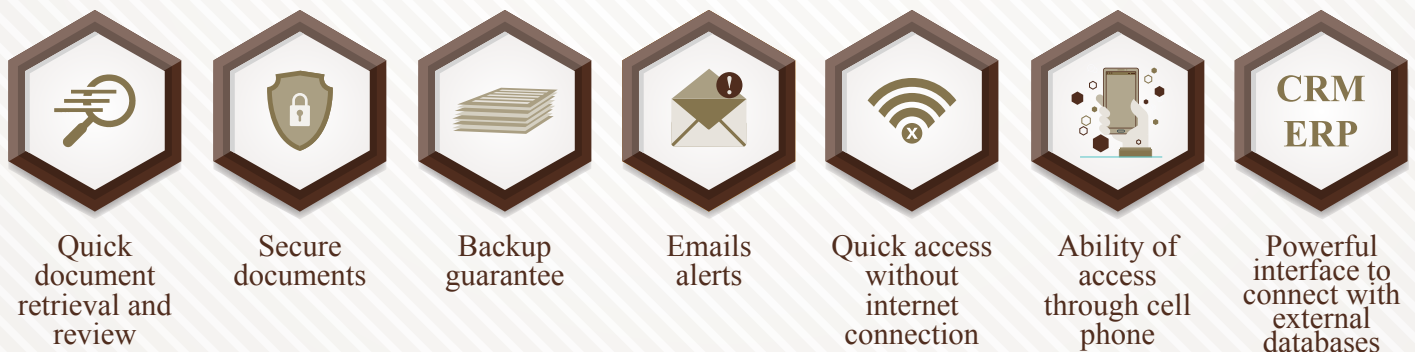 CRM
ERP
Quick
document
retrieval and
review
Secure
documents
Backup
guarantee
Emails
alerts
Quick access
without
internet
connection
Ability of
access
through cell
phone
Powerful
interface to
connect with
external
databases